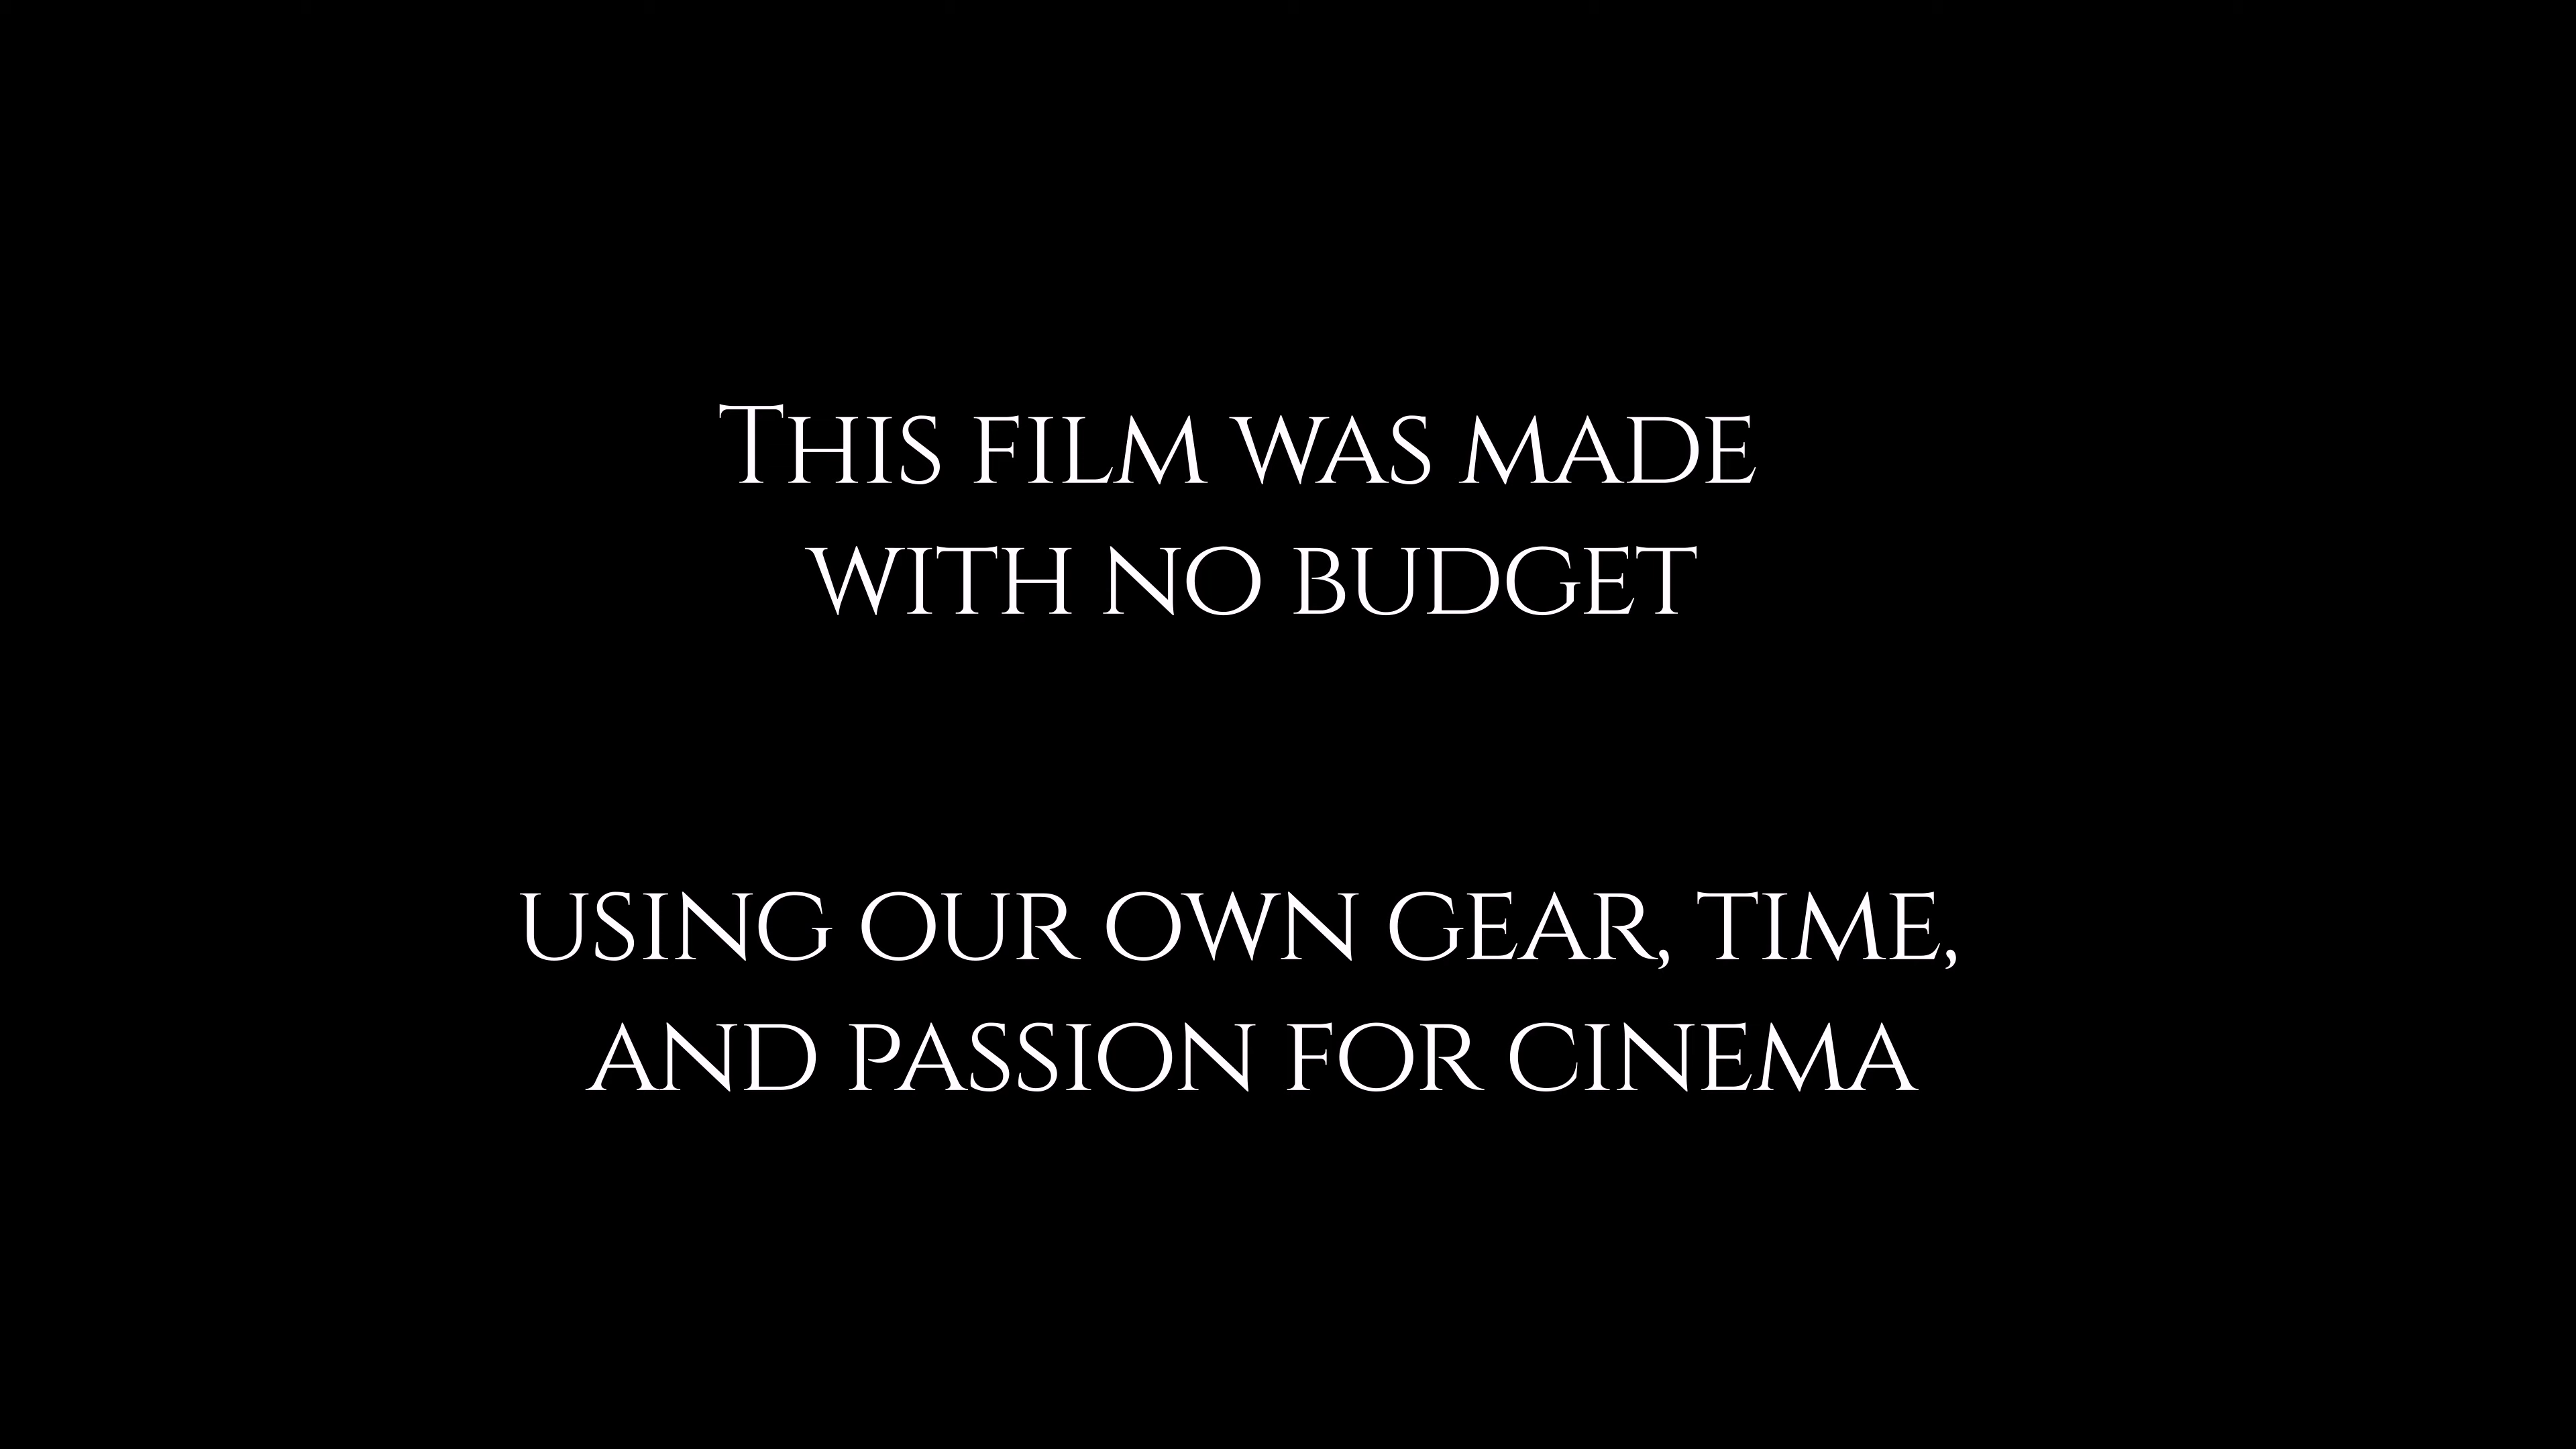 This film was made
with no budget
using our own gear, time,
and passion for cinema